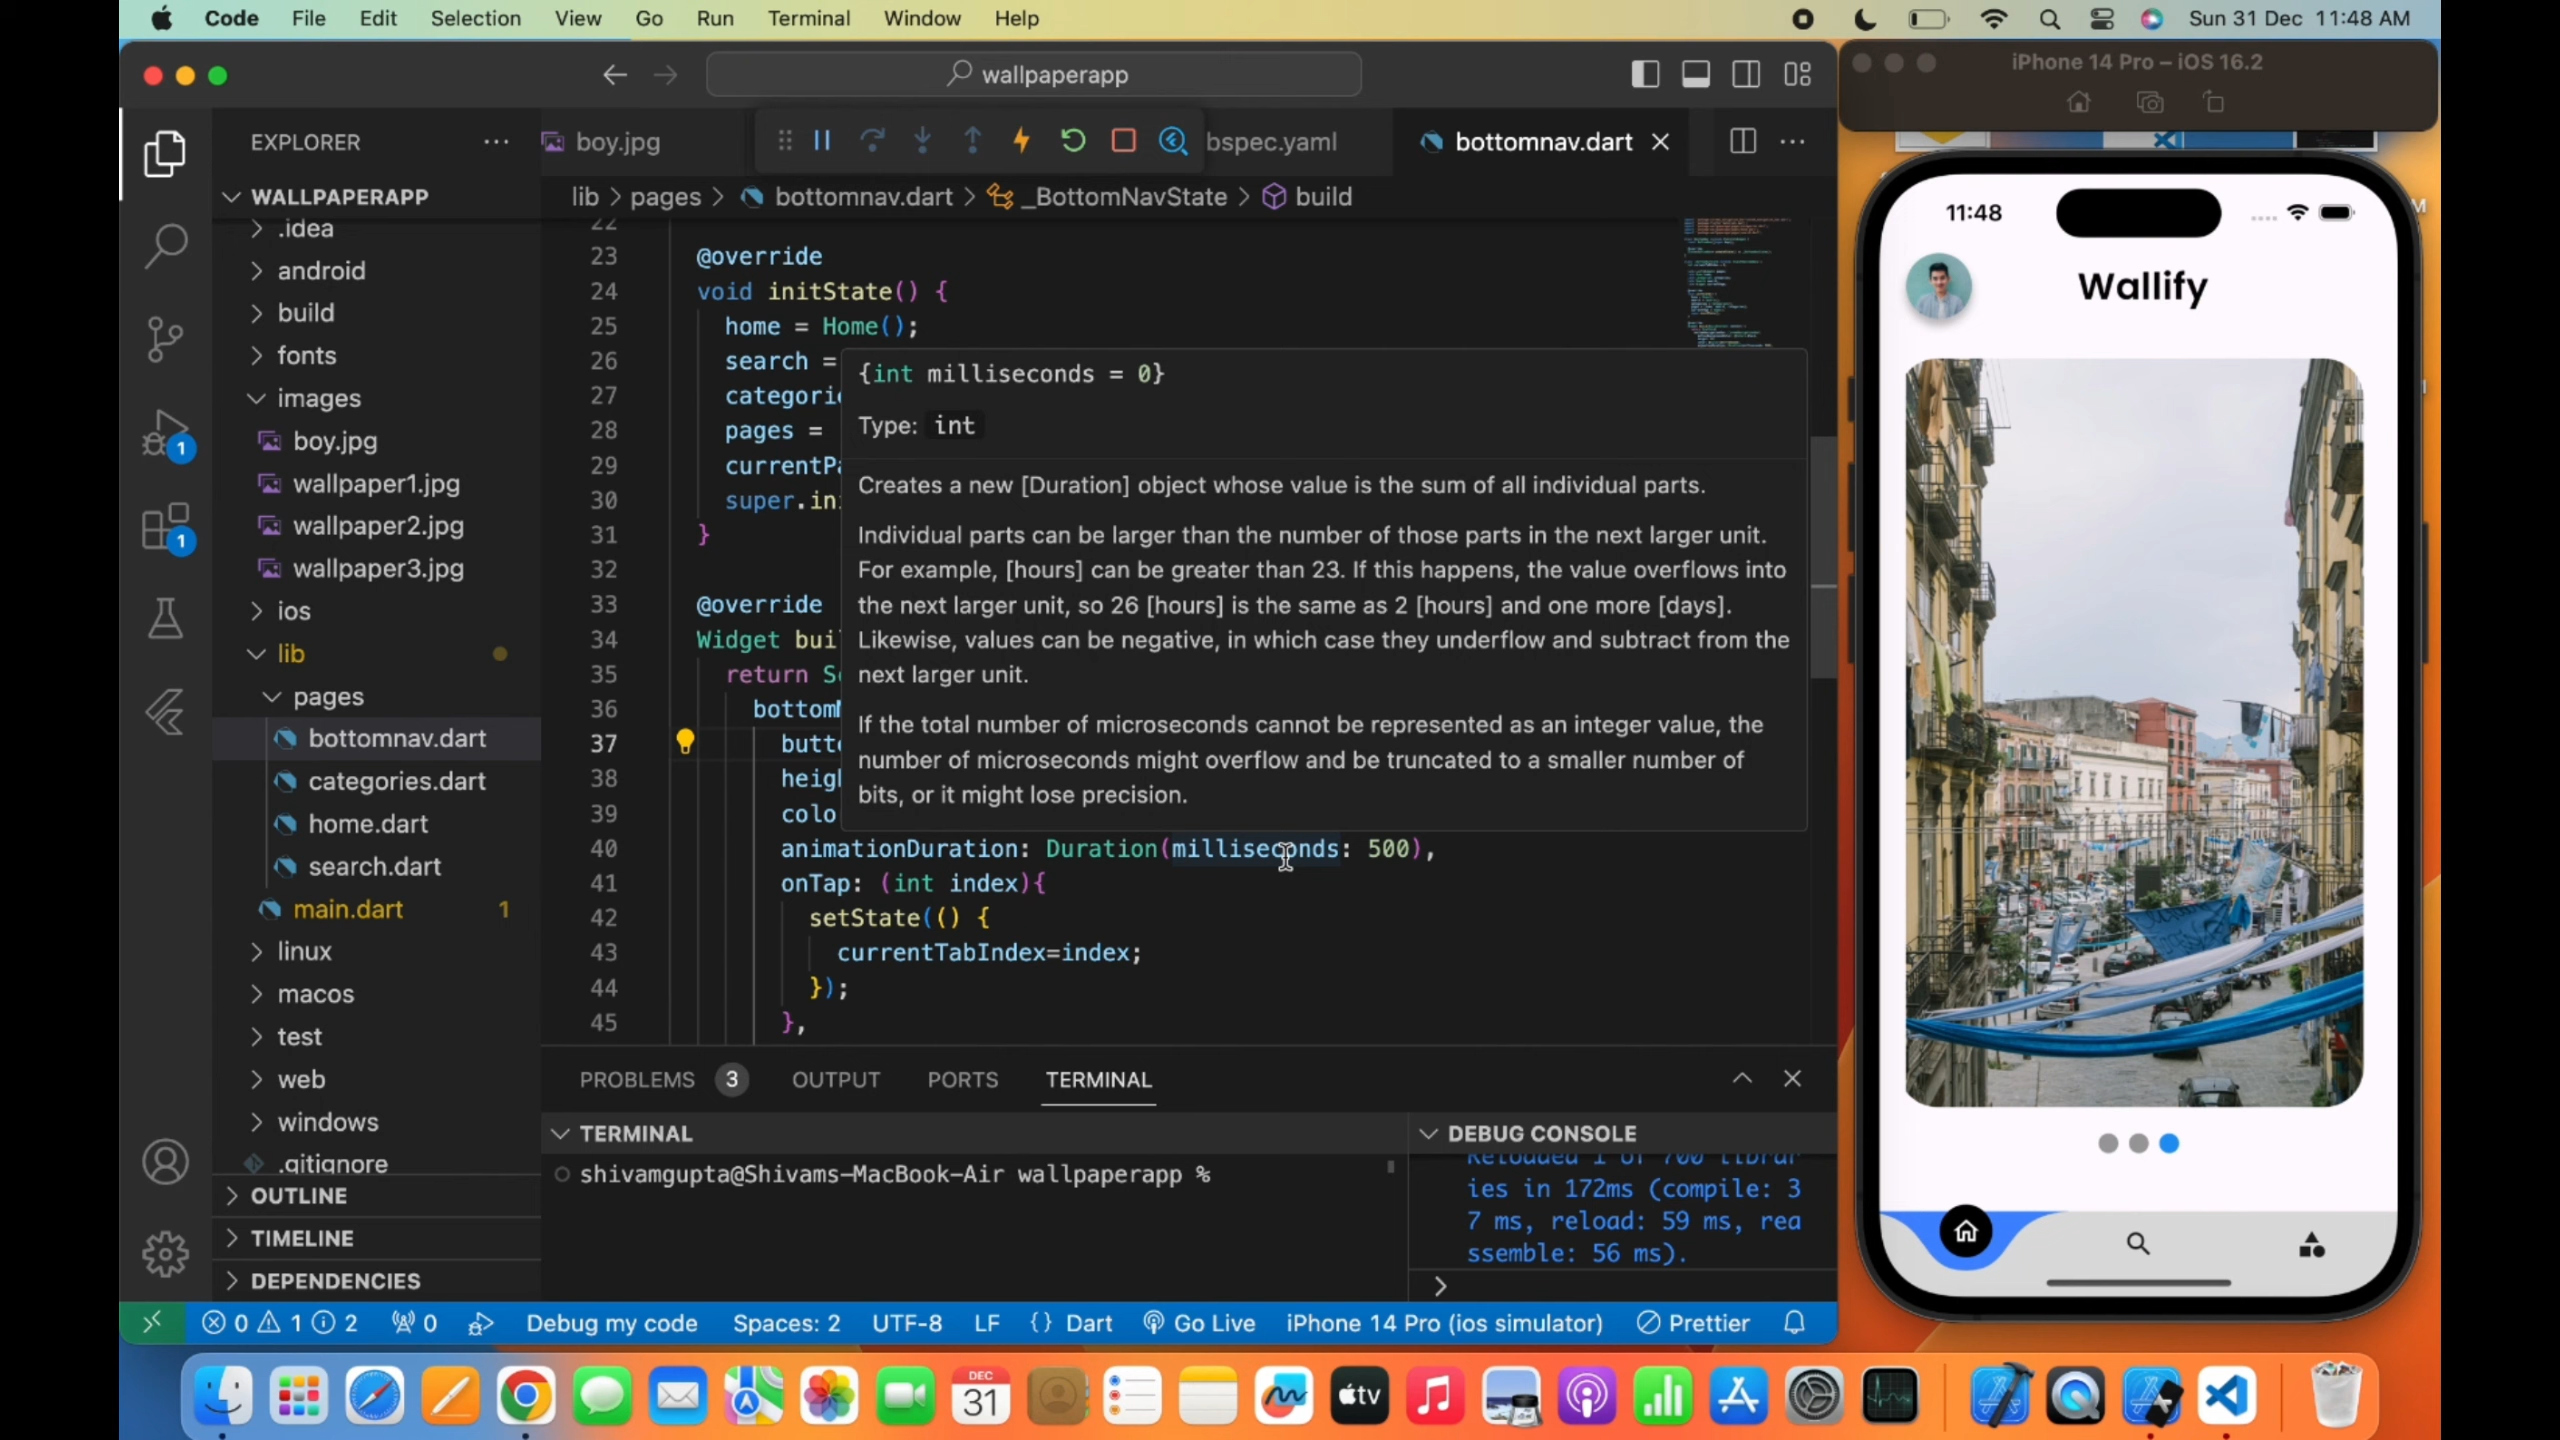 Code File Edit Selection View Go Run Terminal Window Help Sun 31 Dec 11:48 AM
wallpaperapp
iPhone 14 Pro – iOS 16.2
EXPLORER
boy.jpg
bspec.yaml
bottomnav.dart
WALLPAPERAPP
.idea
android
build
fonts
images
boy.jpg
wallpaper1.jpg
wallpaper2.jpg
wallpaper3.jpg
ios
lib
pages
bottomnav.dart
categories.dart
home.dart
search.dart
main.dart 1
linux
macos
test
web
windows
.gitignore
OUTLINE
TIMELINE
DEPENDENCIES
1
1
lib > pages > bottomnav.dart > _BottomNavState > build
22
23 @override
24 void initState() {
25 home = Home();
26 search =
27 categori
28 pages =
29 currentPa
30 super.in
31 }
32
33 @override
34 Widget bui
35 return S
36 bottom
37 butto
38 heigh
39 colo
40 animationDuration: Duration(milliseconds: 500),
41 onTap: (int index){
42 setState(() {
43 currentTabIndex=index;
44 });
45 },
{int milliseconds = 0}
Type: int
Creates a new [Duration] object whose value is the sum of all individual parts.
Individual parts can be larger than the number of those parts in the next larger unit.
For example, [hours] can be greater than 23. If this happens, the value overflows into
the next larger unit, so 26 [hours] is the same as 2 [hours] and one more [days].
Likewise, values can be negative, in which case they underflow and subtract from the
next larger unit.
If the total number of microseconds cannot be represented as an integer value, the
number of microseconds might overflow and be truncated to a smaller number of
bits, or it might lose precision.
PROBLEMS 3 OUTPUT PORTS TERMINAL
TERMINAL
shivamgupta@Shivams-MacBook-Air wallpaperapp %
DEBUG CONSOLE
Reloaded 1 of 700 librar
ies in 172ms (compile: 3
7 ms, reload: 59 ms, rea
ssemble: 56 ms).
0 1 2 0 Debug my code Spaces: 2 UTF-8 LF {} Dart Go Live iPhone 14 Pro (ios simulator) Prettier
11:48
Wallify
DEC
31
tv